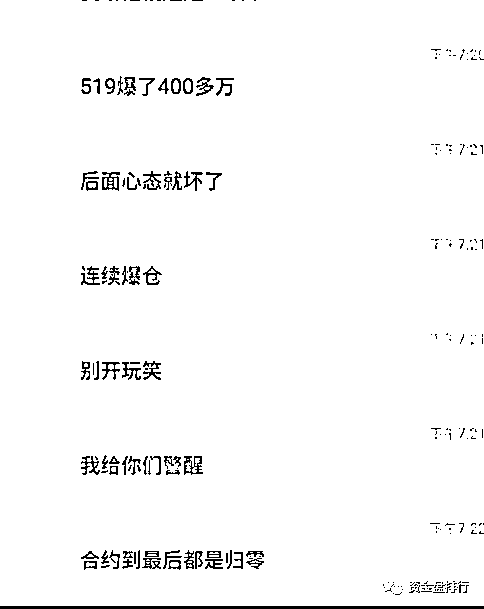 下午7:20
519爆了400多万
下午7:21
后面心态就坏了
下午7:21
连续爆仓
下午7:21
别开玩笑
下午7:21
我给你们警醒
下午7:22
合约到最后都是归零
资金盘排行